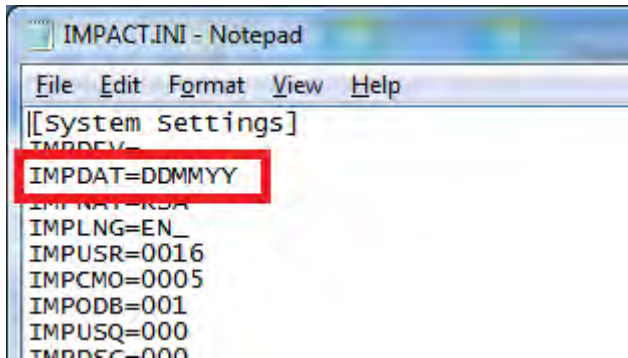 IMPACT.INI - Notepad
File Edit Format View Help
[System Settings]
IMPDAT=DDMMYY
IMPLNG=EN_
IMPUSR=0016
IMPCMO=0005
IMPODB=001
IMPUSQ=000